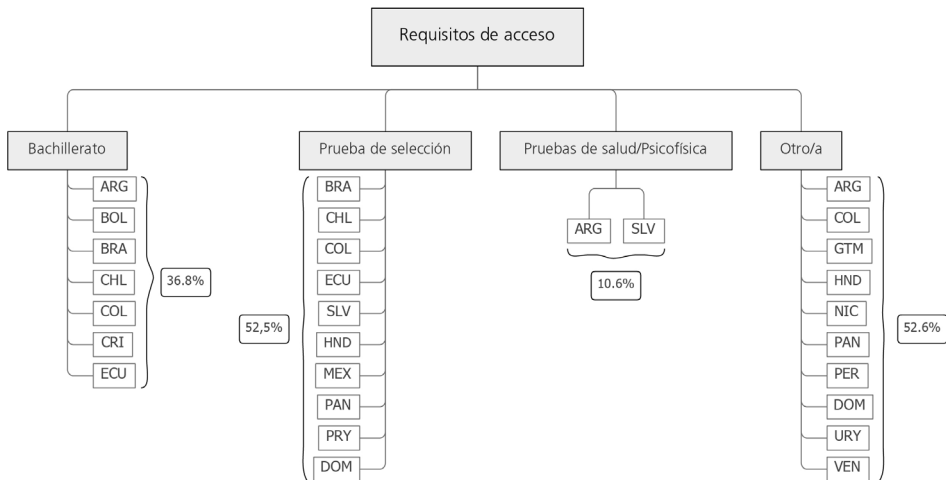 Requisitos de acceso
Bachillerato
ARG
BOL
BRA
CHL
COL
CRI
ECU
36.8%
Prueba de selección
BRA
CHL
COL
ECU
SLV
HND
MEX
PAN
PRY
DOM
52,5%
Pruebas de salud/Psicofísica
ARG
SLV
10.6%
Otro/a
ARG
COL
GTM
HND
NIC
PAN
PER
DOM
URY
VEN
52.6%